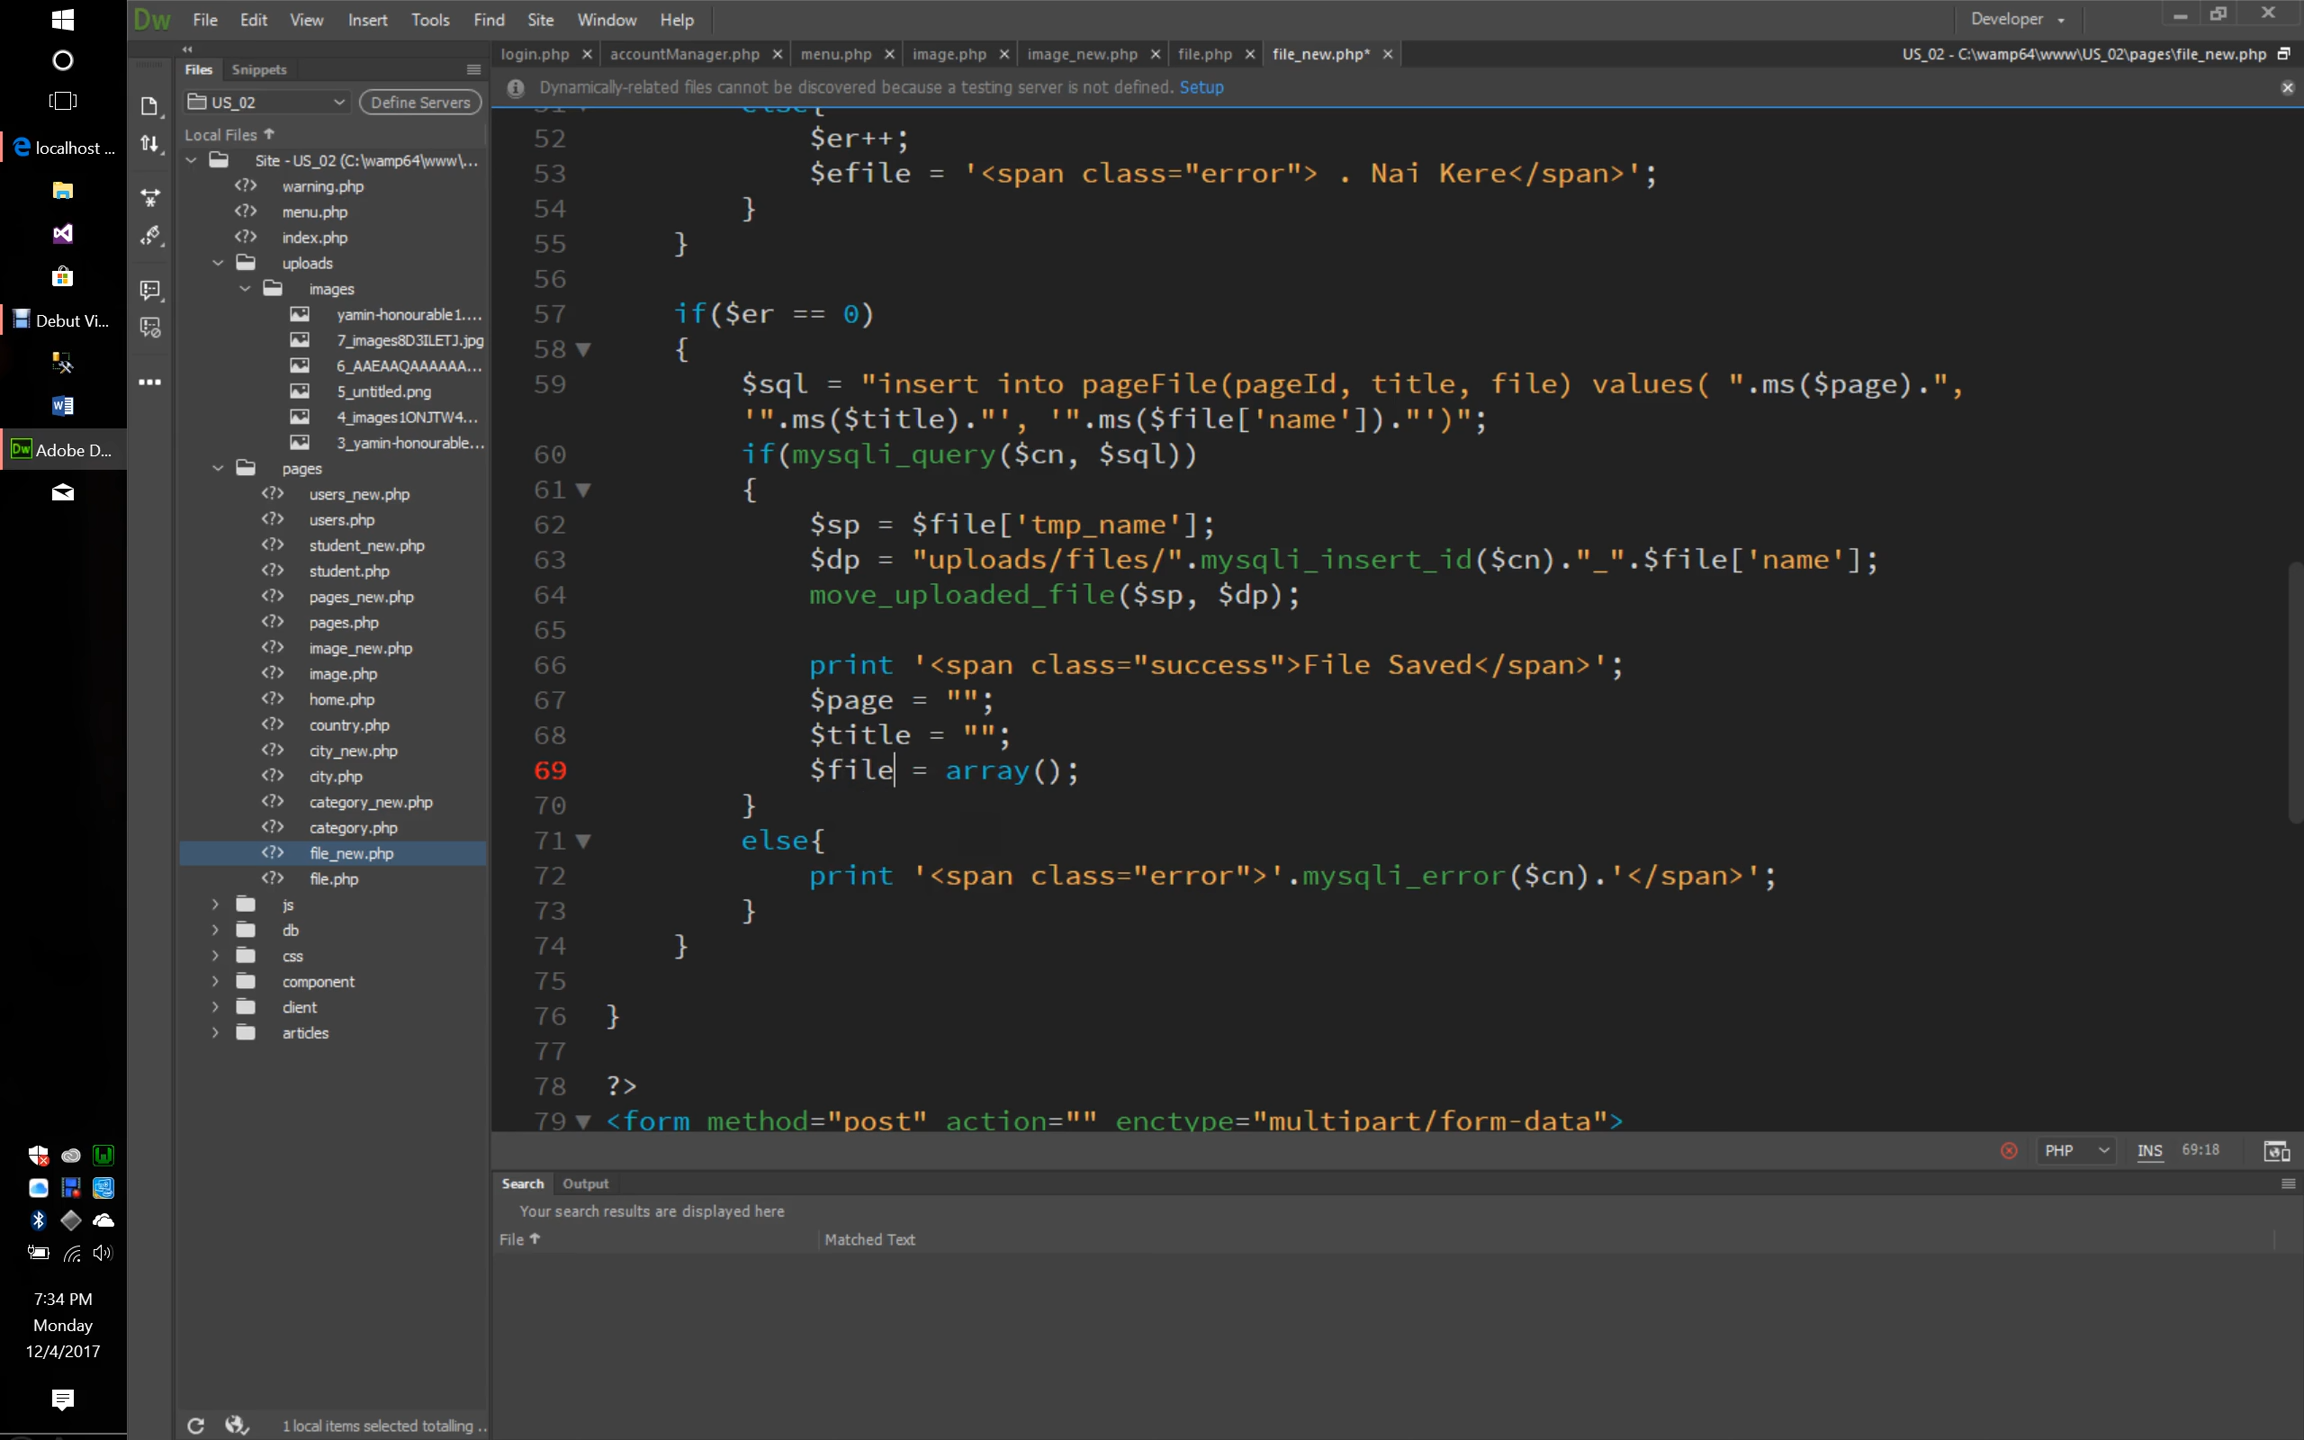 Dw File Edit View Insert Tools Find Site Window Help Developer
login.php accountManager.php menu.php image.php image_new.php file.php file_new.php* US_02 - C:\wamp64\www\US_02\pages\file_new.php
Files Snippets
Dynamically-related files cannot be discovered because a testing server is not defined. Setup
US_02 Define Servers
Local Files
Site - US_02 (C:\wamp64\www\...
warning.php
menu.php
index.php
uploads
images
yamin-honourable1....
7_images8D3ILETJ.jpg
6_AAEAAQAAAAAA...
5_untitled.png
4_images1ONJTW4...
3_yamin-honourable...
pages
users_new.php
users.php
student_new.php
student.php
pages_new.php
pages.php
image_new.php
image.php
home.php
country.php
city_new.php
city.php
category_new.php
category.php
file_new.php
file.php
js
db
css
component
client
articles
1 local items selected totalling ..
localhost ...
Debut Vi...
Dw Adobe D...
7:34 PM
Monday
12/4/2017
51 else{
52 $er++;
53 $efile = '<span class="error"> . Nai Kere</span>';
54 }
55 }
56
57 if($er == 0)
58 {
59 $sql = "insert into pageFile(pageId, title, file) values( ".ms($page).",
'".ms($title)."', '".ms($file['name'])."')";
60 if(mysqli_query($cn, $sql))
61 {
62 $sp = $file['tmp_name'];
63 $dp = "uploads/files/".mysqli_insert_id($cn)."_".$file['name'];
64 move_uploaded_file($sp, $dp);
65
66 print '<span class="success">File Saved</span>';
67 $page = "";
68 $title = "";
69 $file = array();
70 }
71 else{
72 print '<span class="error">'.mysqli_error($cn).'</span>';
73 }
74 }
75
76 }
77
78 ?>
79 <form method="post" action="" enctype="multipart/form-data">
PHP INS 69:18
Search Output
Your search results are displayed here
File Matched Text